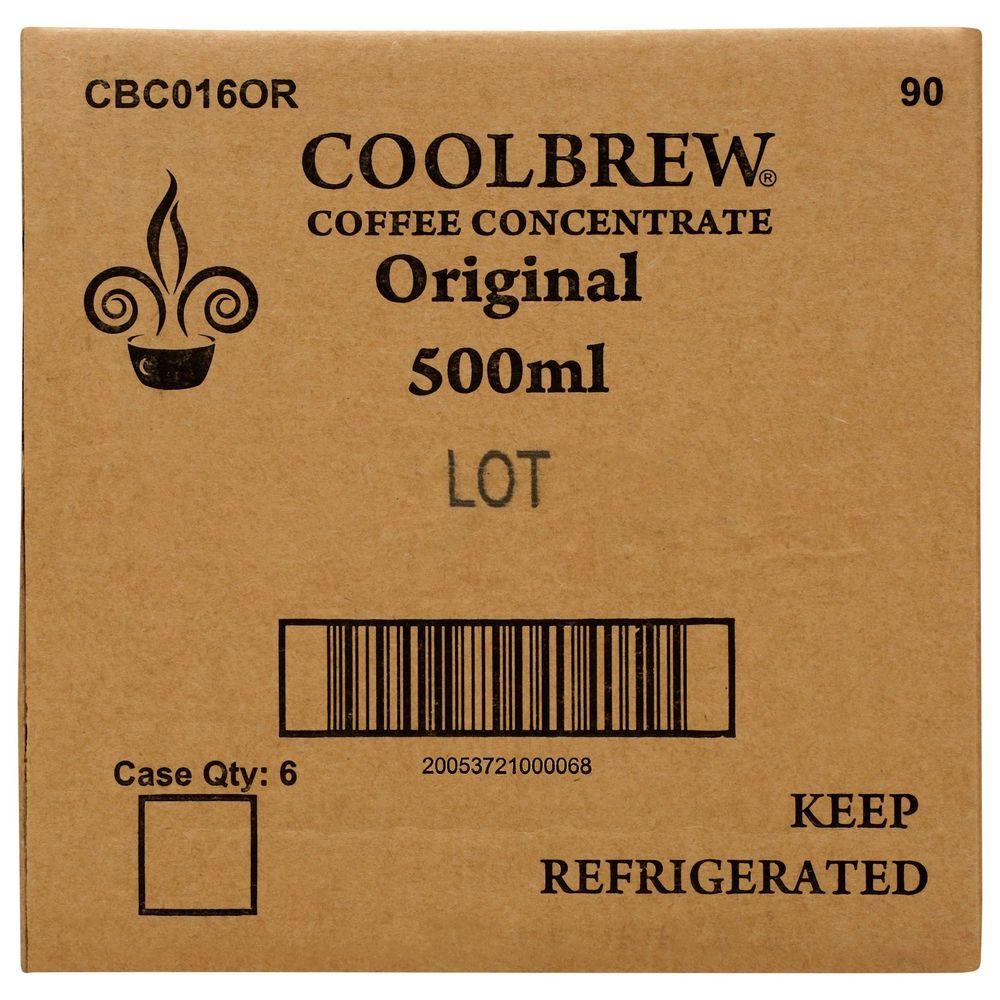 CBC016OR 90
COOLBREW®
COFFEE CONCENTRATE
Original
500ml
LOT
20053721000068
Case Qty: 6
KEEP
REFRIGERATED